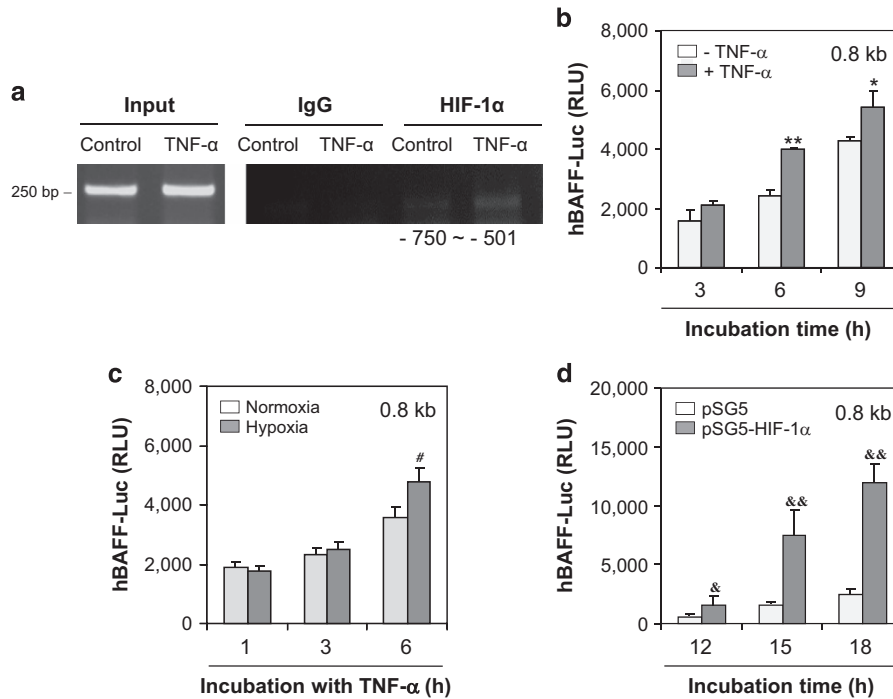 a
Input IgG HIF-1α
Control TNF-α Control TNF-α Control TNF-α
250 bp –
- 750 ~ - 501
b
hBAFF-Luc (RLU)
8,000
6,000
4,000
2,000
0
- TNF-α
+ TNF-α
0.8 kb
**
*
3 6 9
Incubation time (h)
c
hBAFF-Luc (RLU)
8,000
6,000
4,000
2,000
0
Normoxia
Hypoxia
0.8 kb
#
1 3 6
Incubation with TNF-α (h)
d
hBAFF-Luc (RLU)
20,000
15,000
10,000
5,000
0
pSG5
pSG5-HIF-1α
0.8 kb
&
&&
&&
12 15 18
Incubation time (h)